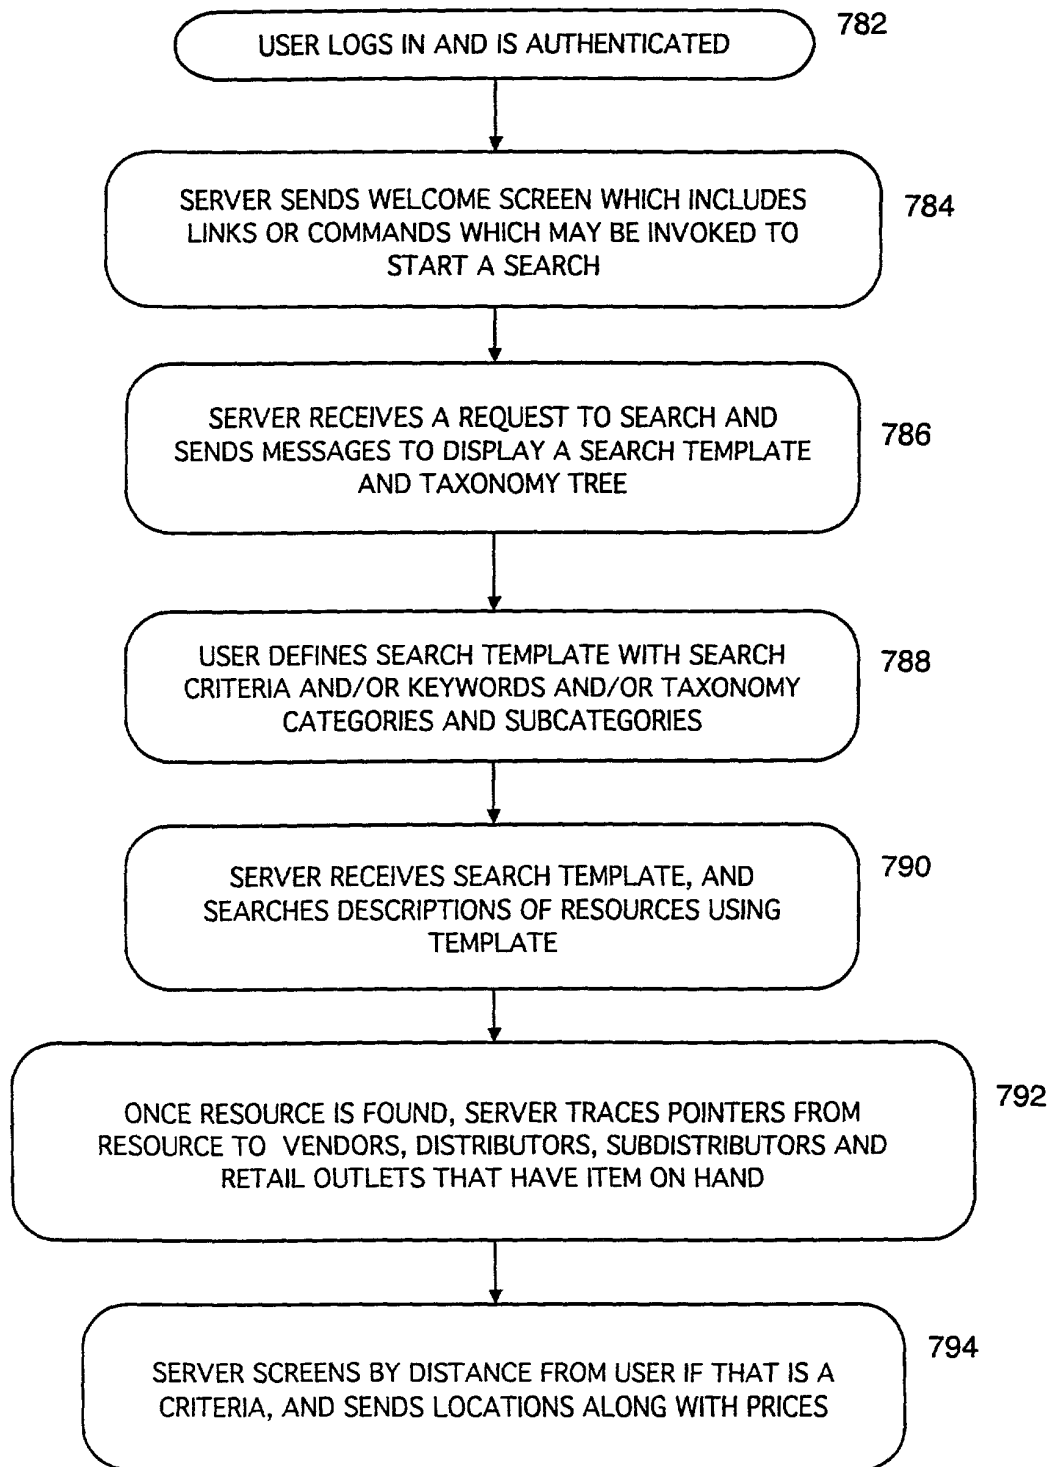 USER LOGS IN AND IS AUTHENTICATED
782
SERVER SENDS WELCOME SCREEN WHICH INCLUDES
LINKS OR COMMANDS WHICH MAY BE INVOKED TO
START A SEARCH
784
SERVER RECEIVES A REQUEST TO SEARCH AND
SENDS MESSAGES TO DISPLAY A SEARCH TEMPLATE
AND TAXONOMY TREE
786
USER DEFINES SEARCH TEMPLATE WITH SEARCH
CRITERIA AND/OR KEYWORDS AND/OR TAXONOMY
CATEGORIES AND SUBCATEGORIES
788
SERVER RECEIVES SEARCH TEMPLATE, AND
SEARCHES DESCRIPTIONS OF RESOURCES USING
TEMPLATE
790
ONCE RESOURCE IS FOUND, SERVER TRACES POINTERS FROM
RESOURCE TO VENDORS, DISTRIBUTORS, SUBDISTRIBUTORS AND
RETAIL OUTLETS THAT HAVE ITEM ON HAND
792
SERVER SCREENS BY DISTANCE FROM USER IF THAT IS A
CRITERIA, AND SENDS LOCATIONS ALONG WITH PRICES
794